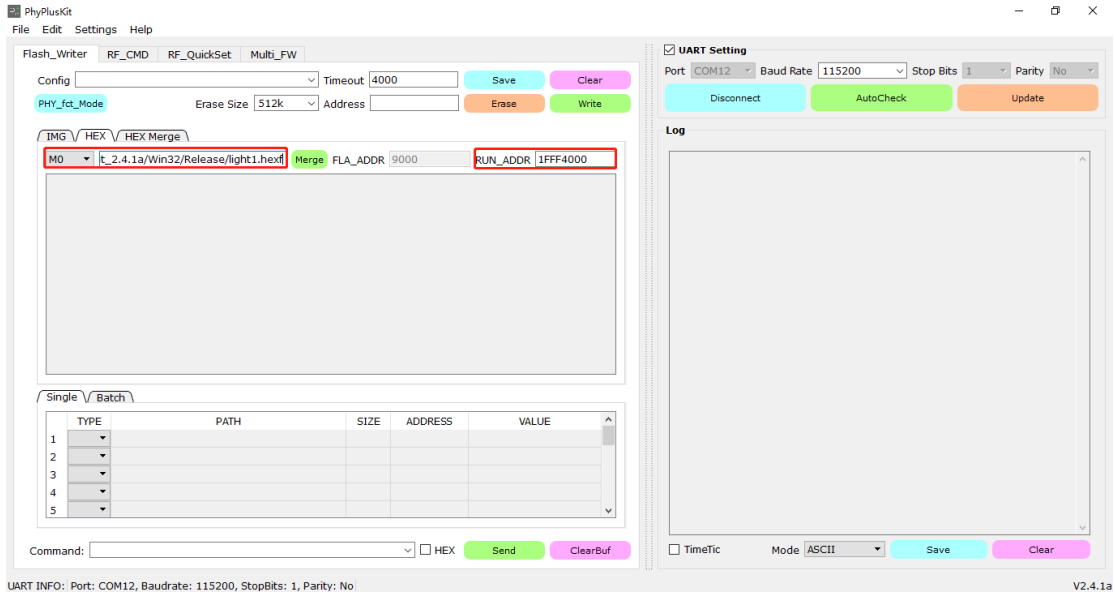 PhyPlusKit
File Edit Settings Help
Flash_Writer RF_CMD RF_QuickSet Multi_FW
Config Timeout 4000 Save Clear
PHY_fct_Mode Erase Size 512k Address Erase Write
IMG HEX HEX Merge
M0 t_2.4.1a/Win32/Release/light1.hexf Merge FLA_ADDR 9000 RUN_ADDR 1FFF4000
Single Batch
TYPE PATH SIZE ADDRESS VALUE
1
2
3
4
5
Command: HEX Send ClearBuf
UART Setting
Port COM12 Baud Rate 115200 Stop Bits 1 Parity No
Disconnect AutoCheck Update
Log
TimeTic Mode ASCII Save Clear
UART INFO: Port: COM12, Baudrate: 115200, StopBits: 1, Parity: No
V2.4.1a